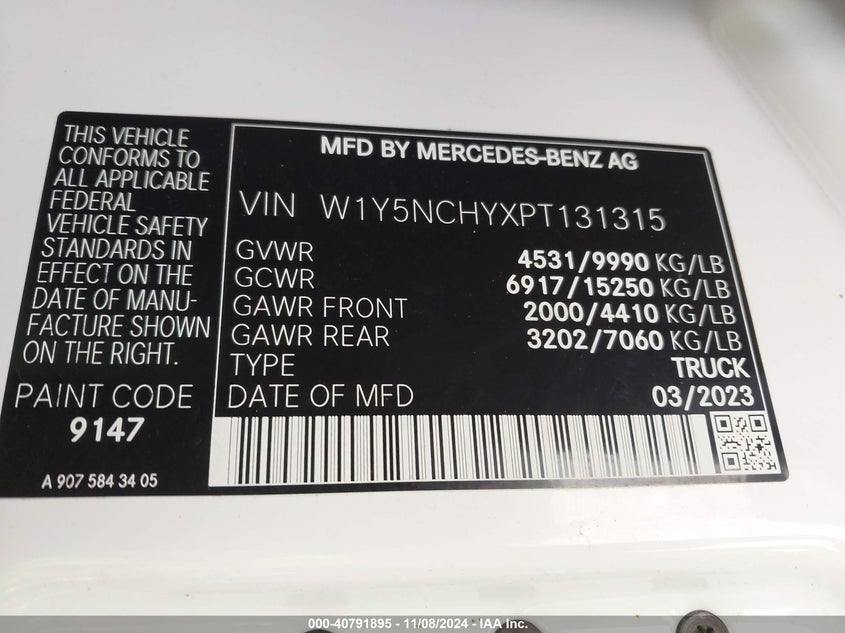 THIS VEHICLE
CONFORMS TO
ALL APPLICABLE
FEDERAL
VEHICLE SAFETY
STANDARDS IN
EFFECT ON THE
DATE OF MANU-
FACTURE SHOWN
ON THE RIGHT.
PAINT CODE
9147
A 907 584 34 05
MFD BY MERCEDES-BENZ AG
VIN W1Y5NCHYXPT131315
GVWR 4531/9990 KG/LB
GCWR 6917/15250 KG/LB
GAWR FRONT 2000/4410 KG/LB
GAWR REAR 3202/7060 KG/LB
TYPE TRUCK
DATE OF MFD 03/2023
000-40791895 - 11/08/2024 - IAA Inc.